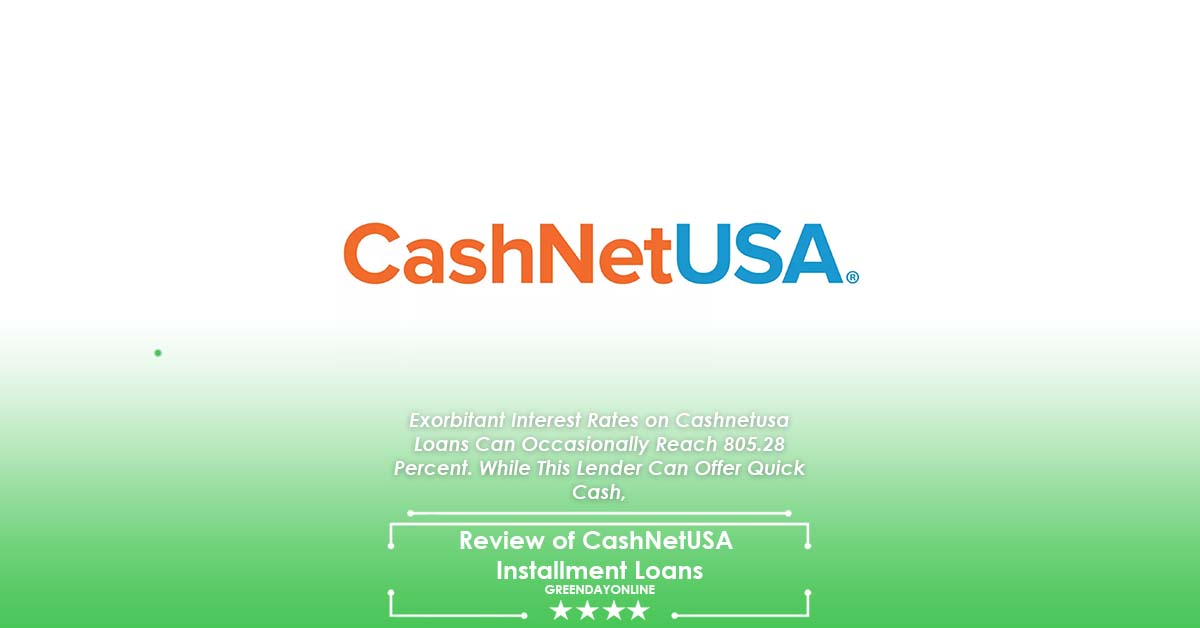 CashNetUSA®
Exorbitant Interest Rates on Cashnetusa
Loans Can Occasionally Reach 805.28
Percent. While This Lender Can Offer Quick
Cash,
Review of CashNetUSA
Installment Loans
GREENDAYONLINE